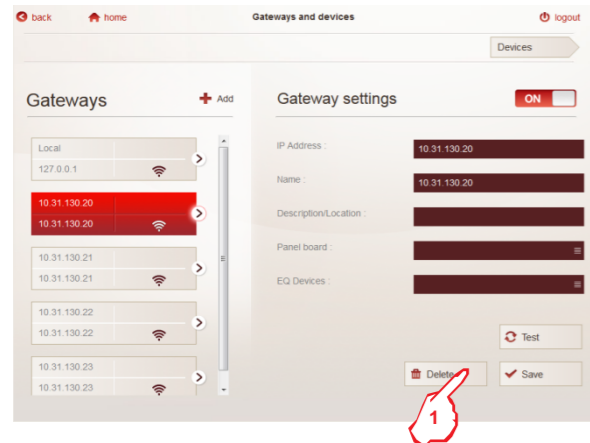 back
home
Gateways and devices
logout
Devices
Gateways
Add
Local
127.0.0.1
10.31.130.20
10.31.130.20
10.31.130.21
10.31.130.21
10.31.130.22
10.31.130.22
10.31.130.23
10.31.130.23
Gateway settings
ON
IP Address :
10.31.130.20
Name :
10.31.130.20
Description/Location :
Panel board :
EQ Devices :
Test
Delete
Save
1